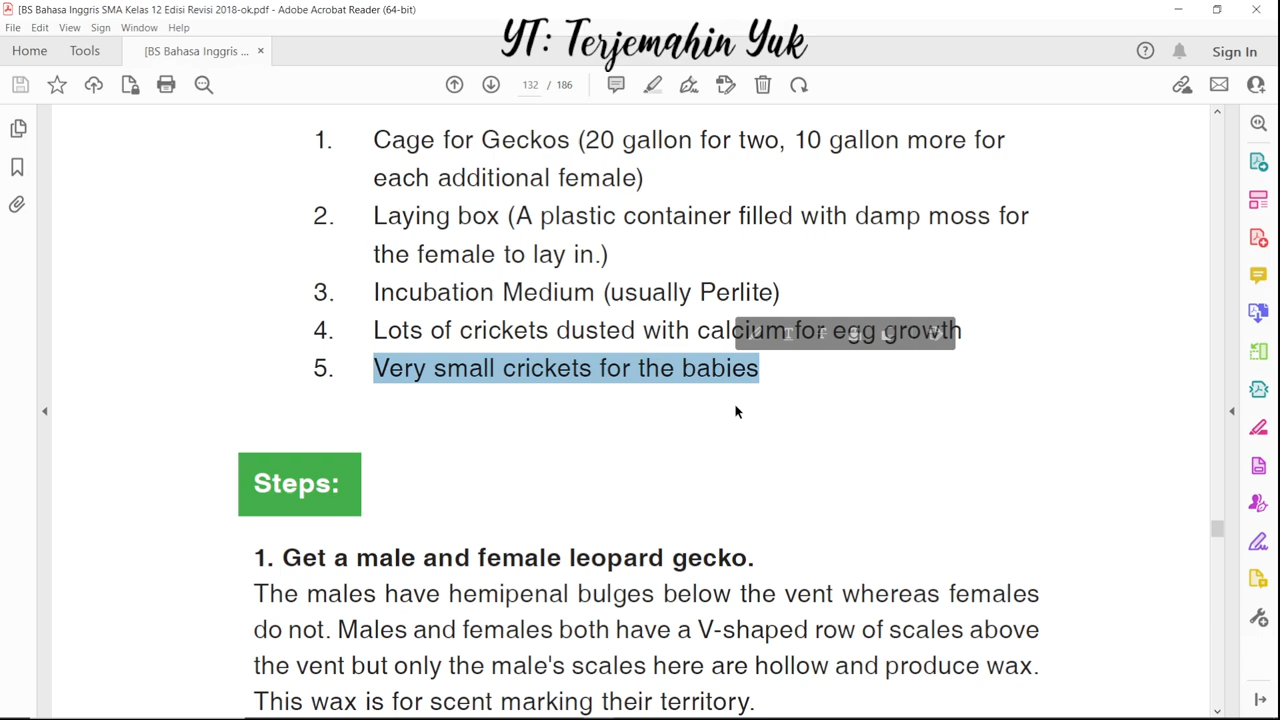 [BS Bahasa Inggris SMA Kelas 12 Edisi Revisi 2018-ok.pdf - Adobe Acrobat Reader (64-bit)
YT: Terjemahin Yuk
File Edit View Sign Window Help
Home Tools [BS Bahasa Inggris ... × Sign In
132 / 186
1. Cage for Geckos (20 gallon for two, 10 gallon more for
each additional female)
2. Laying box (A plastic container filled with damp moss for
the female to lay in.)
3. Incubation Medium (usually Perlite)
4. Lots of crickets dusted with calcium for egg growth
5. Very small crickets for the babies
Steps:
1. Get a male and female leopard gecko.
The males have hemipenal bulges below the vent whereas females
do not. Males and females both have a V-shaped row of scales above
the vent but only the male's scales here are hollow and produce wax.
This wax is for scent marking their territory.